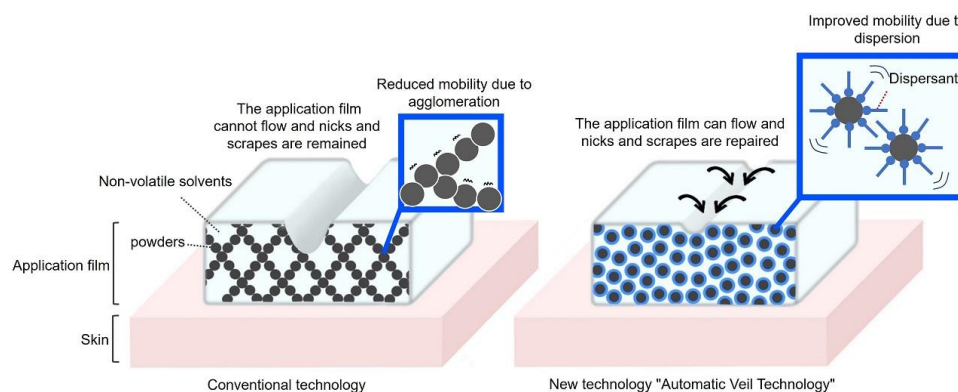 Reduced mobility due to
agglomeration
The application film
cannot flow and nicks and
scrapes are remained
Non-volatile solvents
powders
Application film
Skin
Conventional technology
Improved mobility due t
dispersion
Dispersant
The application film can flow and
nicks and scrapes are repaired
New technology "Automatic Veil Technology"